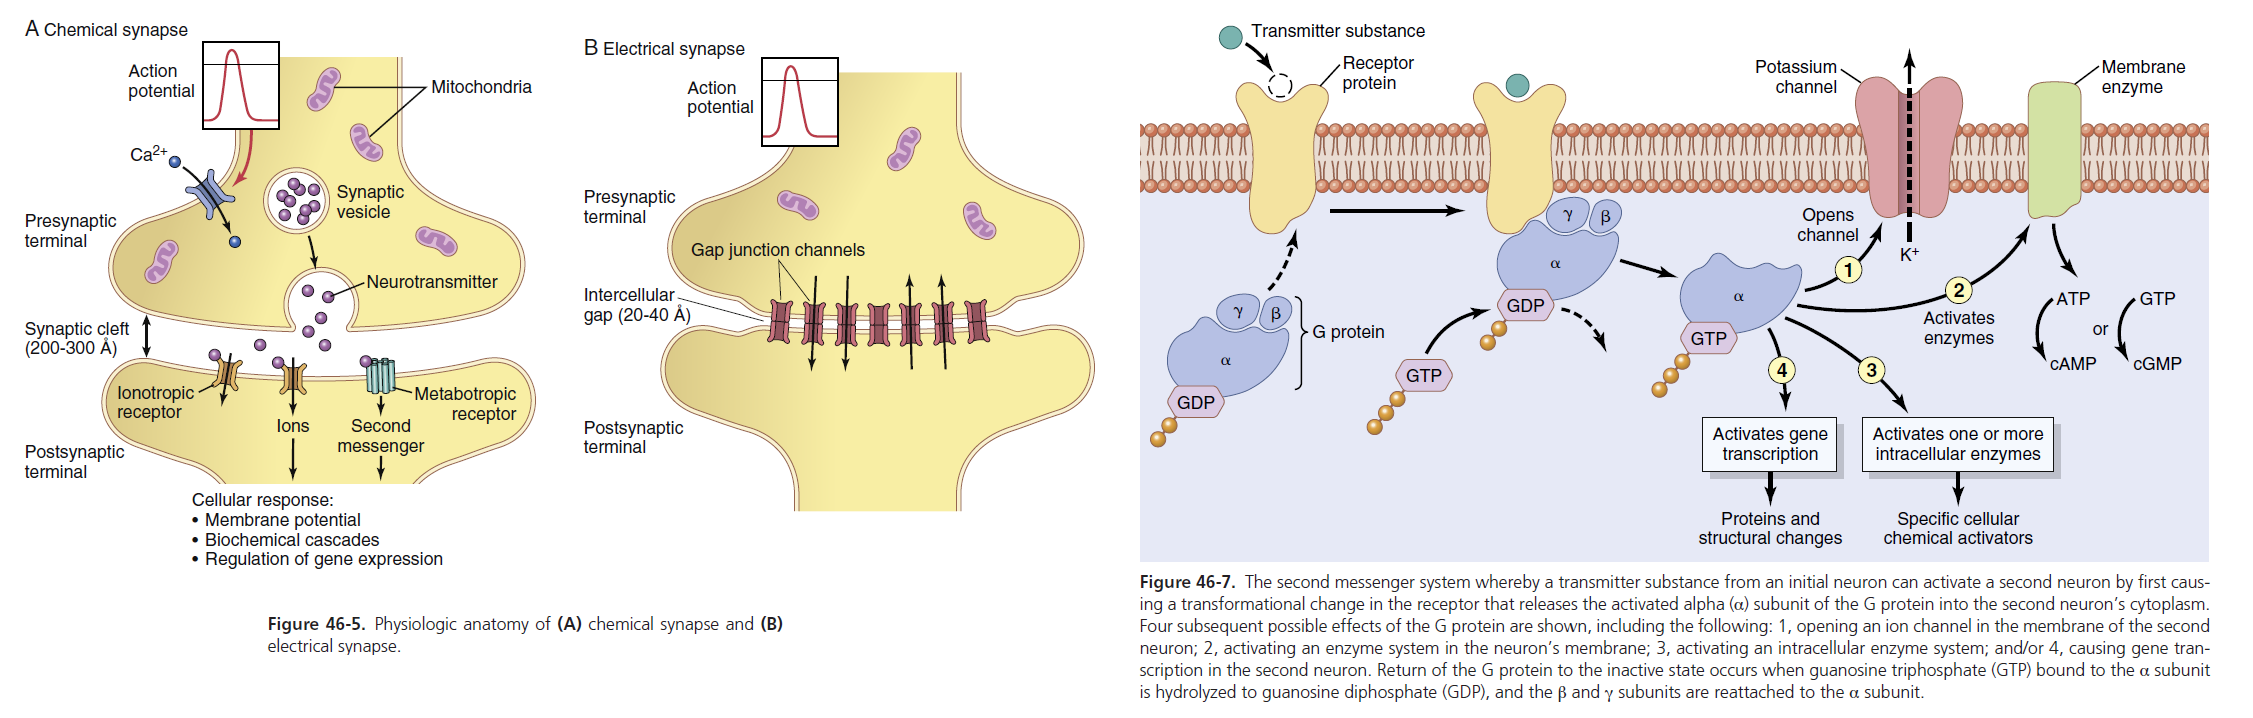 A Chemical synapse
Action
potential
Mitochondria
Ca2+
Synaptic
vesicle
Presynaptic
terminal
Neurotransmitter
Synaptic cleft
(200-300 Å)
Ionotropic
receptor
Metabotropic
receptor
Ions
Second
messenger
Postsynaptic
terminal
Cellular response:
• Membrane potential
• Biochemical cascades
• Regulation of gene expression
B Electrical synapse
Action
potential
Presynaptic
terminal
Gap junction channels
Intercellular
gap (20-40 Å)
Postsynaptic
terminal
Figure 46-5. Physiologic anatomy of (A) chemical synapse and (B)
electrical synapse.
Transmitter substance
Receptor
protein
Potassium
channel
Membrane
enzyme
γ
β
α
GDP
G protein
γ
β
α
GDP
GTP
α
GTP
Opens
channel
K+
1
2
Activates
enzymes
ATP
or
GTP
cAMP
cGMP
4
3
Activates gene
transcription
Activates one or more
intracellular enzymes
Proteins and
structural changes
Specific cellular
chemical activators
Figure 46-7. The second messenger system whereby a transmitter substance from an initial neuron can activate a second neuron by first caus-
ing a transformational change in the receptor that releases the activated alpha (α) subunit of the G protein into the second neuron's cytoplasm.
Four subsequent possible effects of the G protein are shown, including the following: 1, opening an ion channel in the membrane of the second
neuron; 2, activating an enzyme system in the neuron's membrane; 3, activating an intracellular enzyme system; and/or 4, causing gene tran-
scription in the second neuron. Return of the G protein to the inactive state occurs when guanosine triphosphate (GTP) bound to the α subunit
is hydrolyzed to guanosine diphosphate (GDP), and the β and γ subunits are reattached to the α subunit.